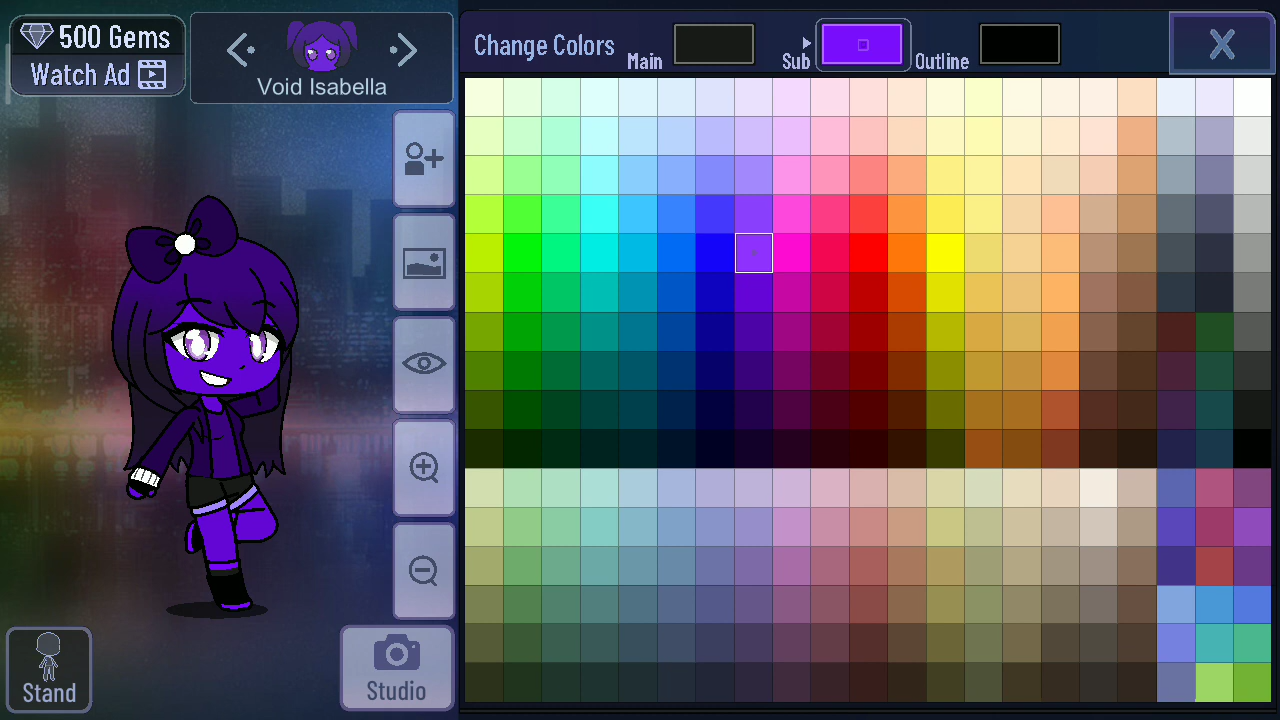 500 Gems
Watch Ad
Void Isabella
Change Colors
Main
Sub
Outline
X
Stand
Studio